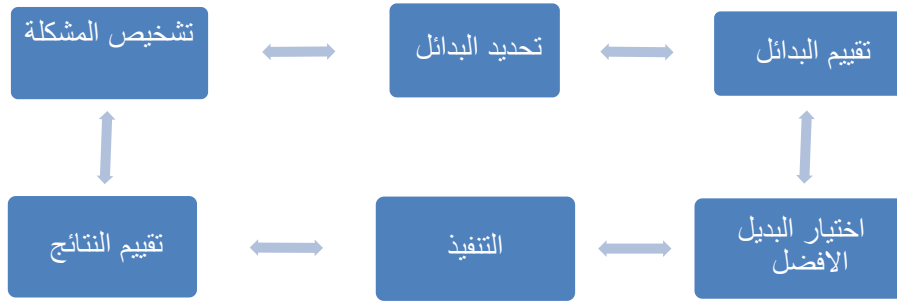 تشخيص المشكلة
تحديد البدائل
تقييم البدائل
اختيار البديل
الافضل
التنفيذ
تقييم النتائج